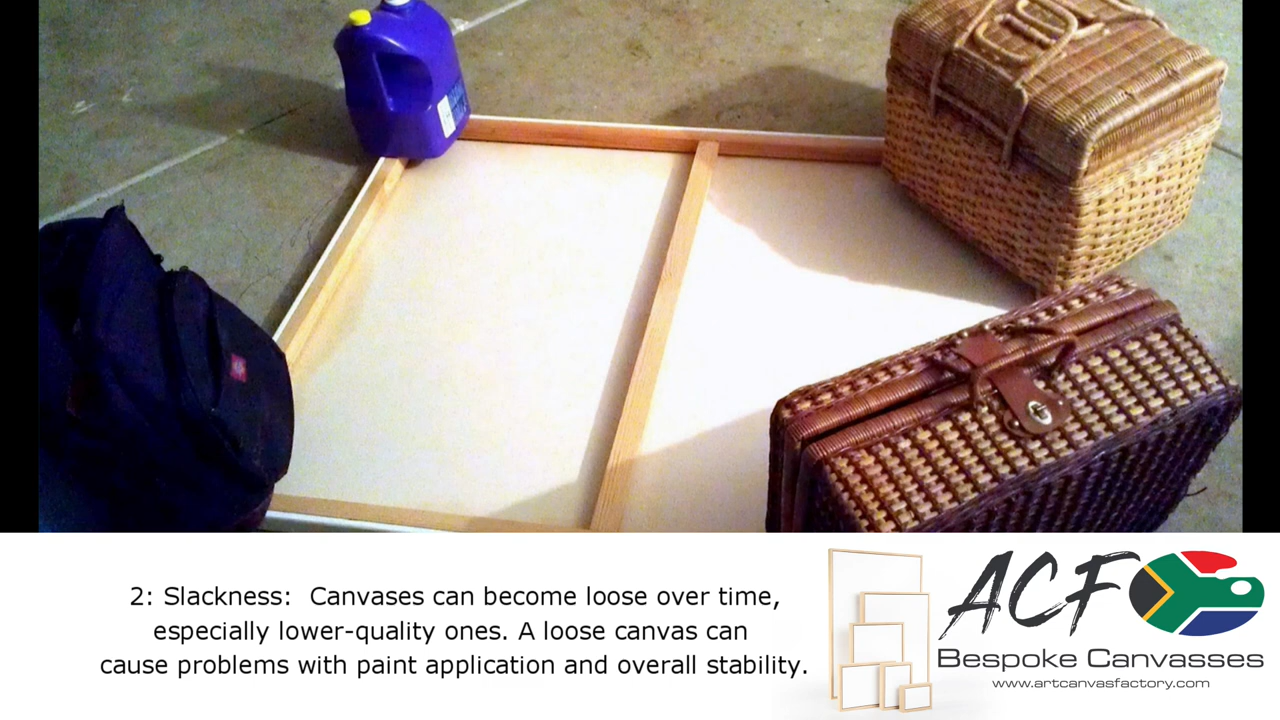 2: Slackness: Canvases can become loose over time,
especially lower-quality ones. A loose canvas can
cause problems with paint application and overall stability.
ACF
Bespoke Canvasses
www.artcanvasfactory.com